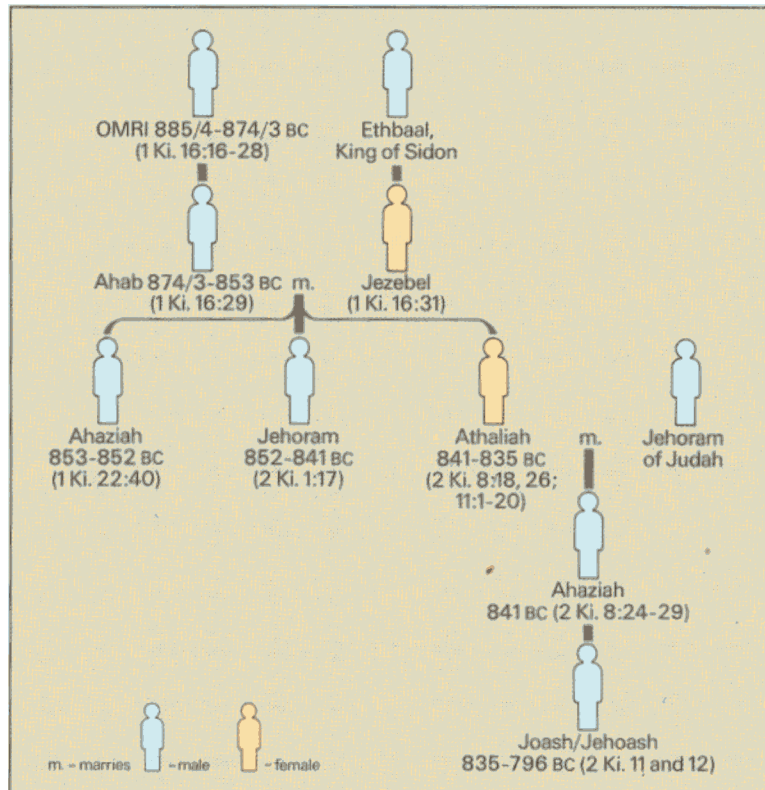 OMRI 885/4-874/3 BC
(1 Ki. 16:16-28)
Ethbaal,
King of Sidon
Ahab 874/3-853 BC m.
(1 Ki. 16:29)
Jezebel
(1 Ki. 16:31)
Ahaziah
853-852 BC
(1 Ki. 22:40)
Jehoram
852-841 BC
(2 Ki. 1:17)
Athaliah
841-835 BC
(2 Ki. 8:18, 26;
11:1-20)
m.
Jehoram
of Judah
Ahaziah
841 BC (2 Ki. 8:24-29)
Joash/Jehoash
835-796 BC (2 Ki. 11 and 12)
m. - marries
- male
- female